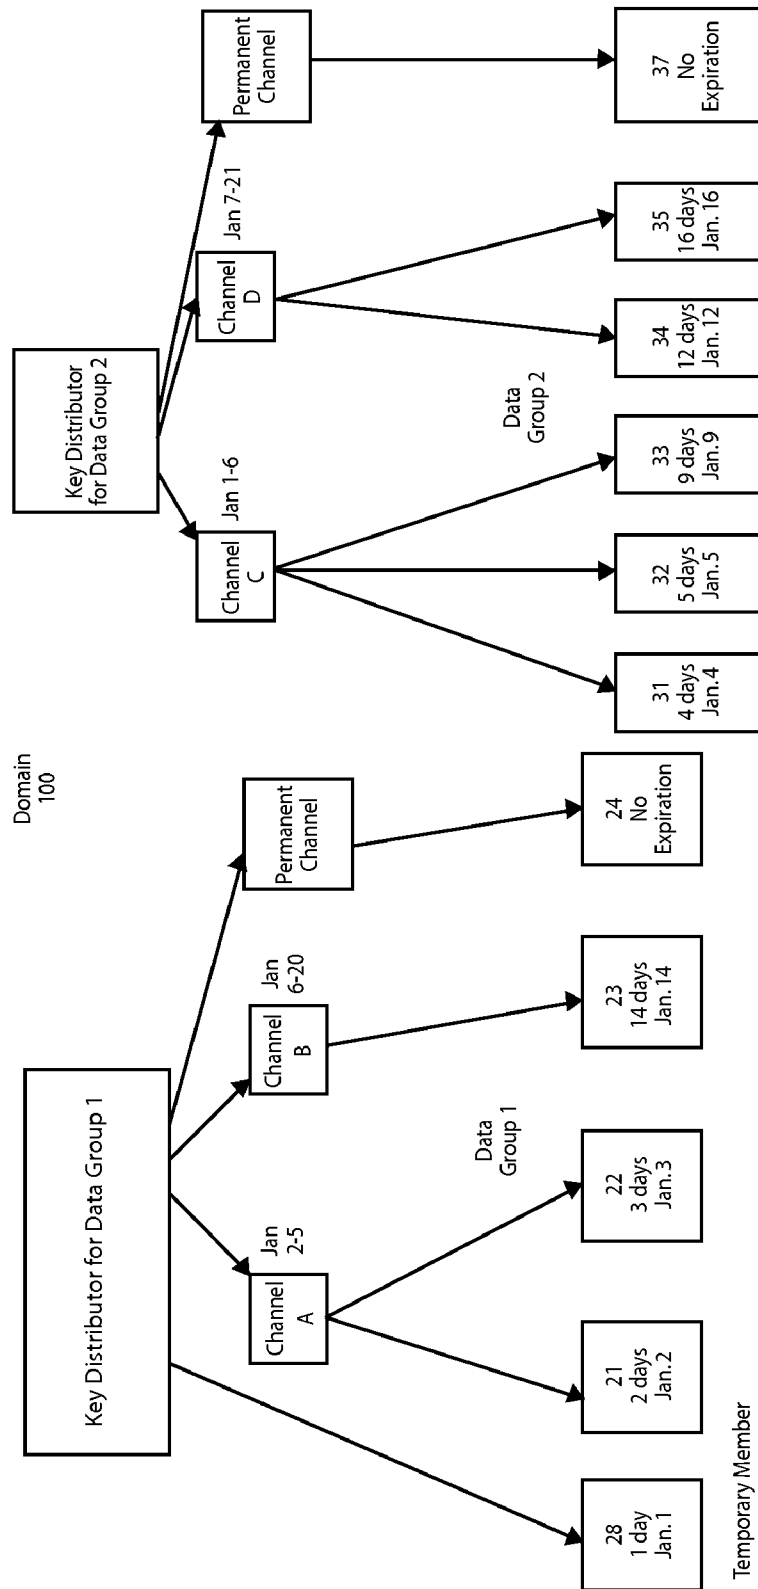 Domain
100
Key Distributor for Data Group 1
Key Distributor
for Data Group 2
Channel
A
Jan
2-5
Channel
B
Jan
6-20
Permanent
Channel
Channel
C
Jan 1-6
Channel
D
Jan 7-21
Permanent
Channel
Data
Group 1
Data
Group 2
28
1 day
Jan. 1
21
2 days
Jan. 2
22
3 days
Jan. 3
23
14 days
Jan. 14
24
No
Expiration
31
4 days
Jan. 4
32
5 days
Jan. 5
33
9 days
Jan. 9
34
12 days
Jan. 12
35
16 days
Jan. 16
37
No
Expiration
Temporary Member